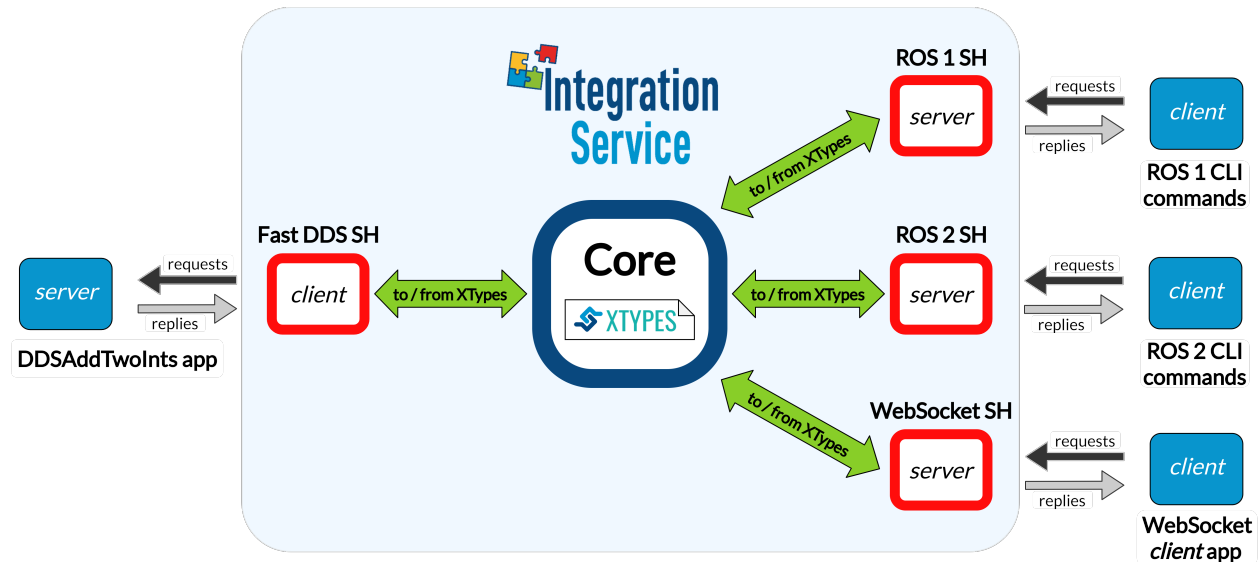 Integration
Service
ROS 1 SH
server
requests
replies
client
ROS 1 CLI
commands
to / from XTypes
Fast DDS SH
client
requests
replies
server
DDSAddTwoInts app
to / from XTypes
Core
XTYPES
to / from XTypes
ROS 2 SH
server
requests
replies
client
ROS 2 CLI
commands
to / from XTypes
WebSocket SH
server
requests
replies
client
WebSocket
client app